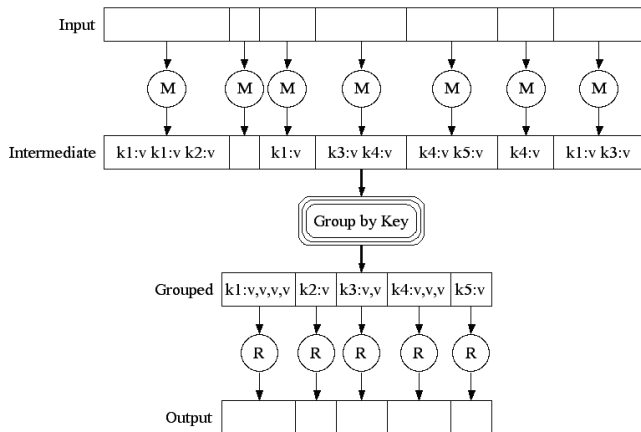 Input
M M M M M M M
Intermediate k1:v k1:v k2:v k1:v k3:v k4:v k4:v k5:v k4:v k1:v k3:v
Group by Key
Grouped k1:v,v,v,v k2:v k3:v,v k4:v,v,v k5:v
R R R R R
Output